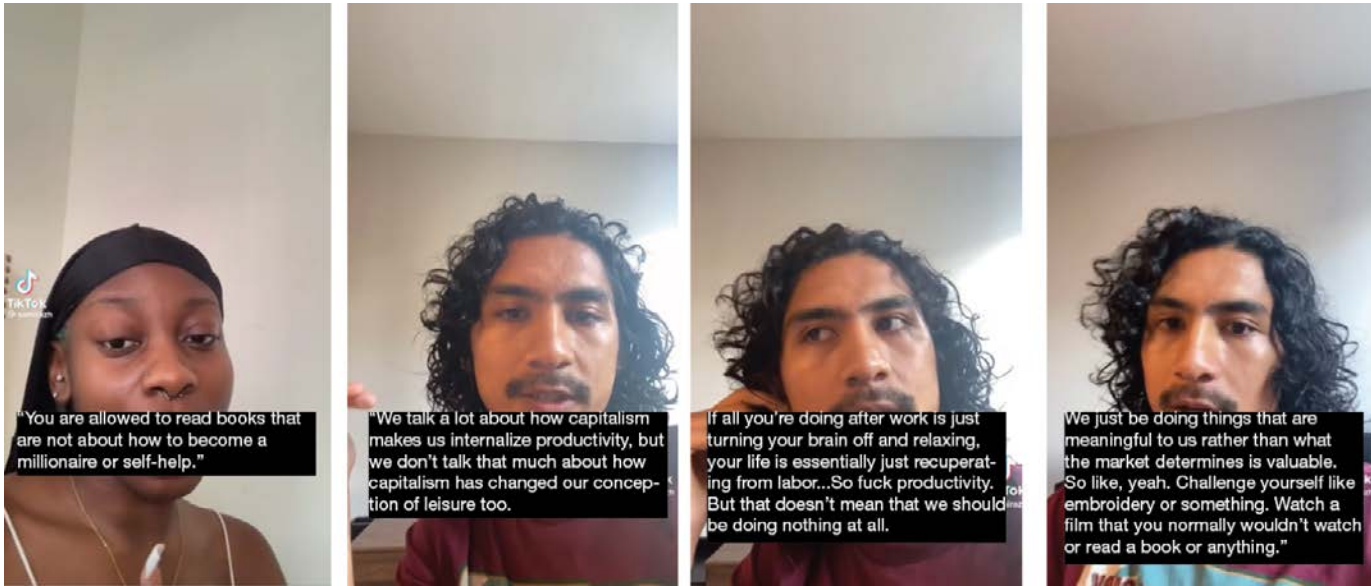 TikTok
"You are allowed to read books that
are not about how to become a
millionaire or self-help."
"We talk a lot about how capitalism
makes us internalize productivity, but
we don't talk that much about how
capitalism has changed our concep-
tion of leisure too.
If all you're doing after work is just
turning your brain off and relaxing,
your life is essentially just recuperat-
ing from labor...So fuck productivity.
But that doesn't mean that we should
be doing nothing at all.
We just be doing things that are
meaningful to us rather than what
the market determines is valuable.
So like, yeah. Challenge yourself like
embroidery or something. Watch a
film that you normally wouldn't watch
or read a book or anything."